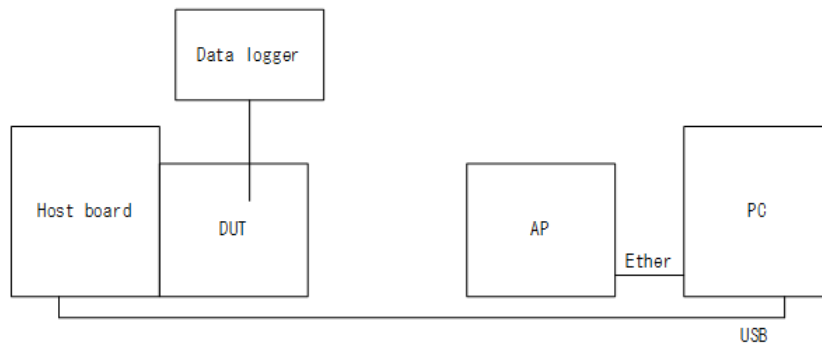 Data logger
Host board
DUT
AP
PC
Ether
USB